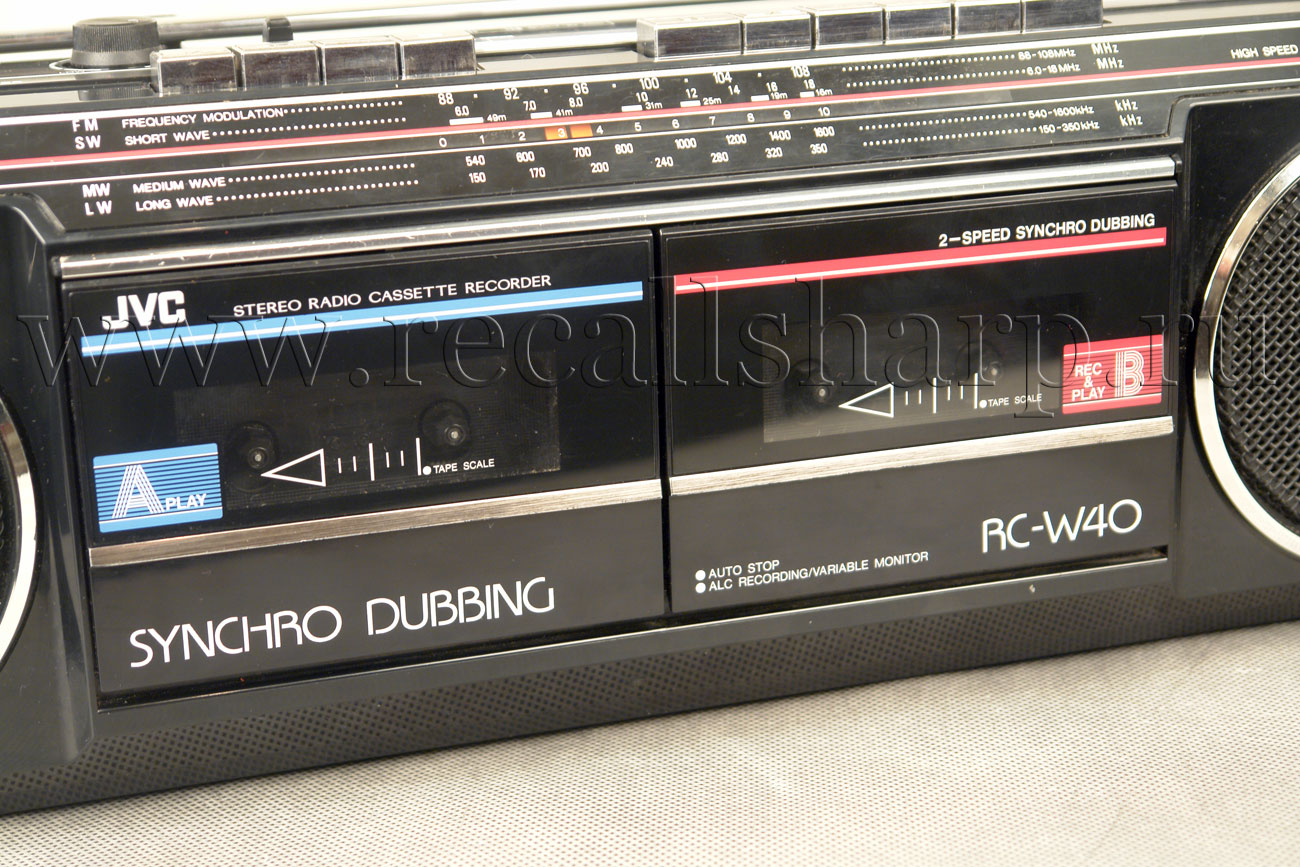 88 92 96 100 104 108
88-108MHz MHz
HIGH SPEED
FM FREQUENCY MODULATION
6.0 49m 7.0 41m 8.0 10 31m 12 25m 14 16 19m 18 16m
6.0-18MHz MHz
SW SHORT WAVE
0 1 2 3 4 5 6 7 8 9 10
MW MEDIUM WAVE
540 600 700 800 1000 1200 1400 1600
540-1600kHz kHz
LW LONG WAVE
150 170 200 240 280 320 350
150-350kHz kHz
JVC STEREO RADIO CASSETTE RECORDER
2-SPEED SYNCHRO DUBBING
www.recallsharp.ru
A PLAY
TAPE SCALE
REC & PLAY B
TAPE SCALE
SYNCHRO DUBBING
RC-W40
AUTO STOP
ALC RECORDING/VARIABLE MONITOR